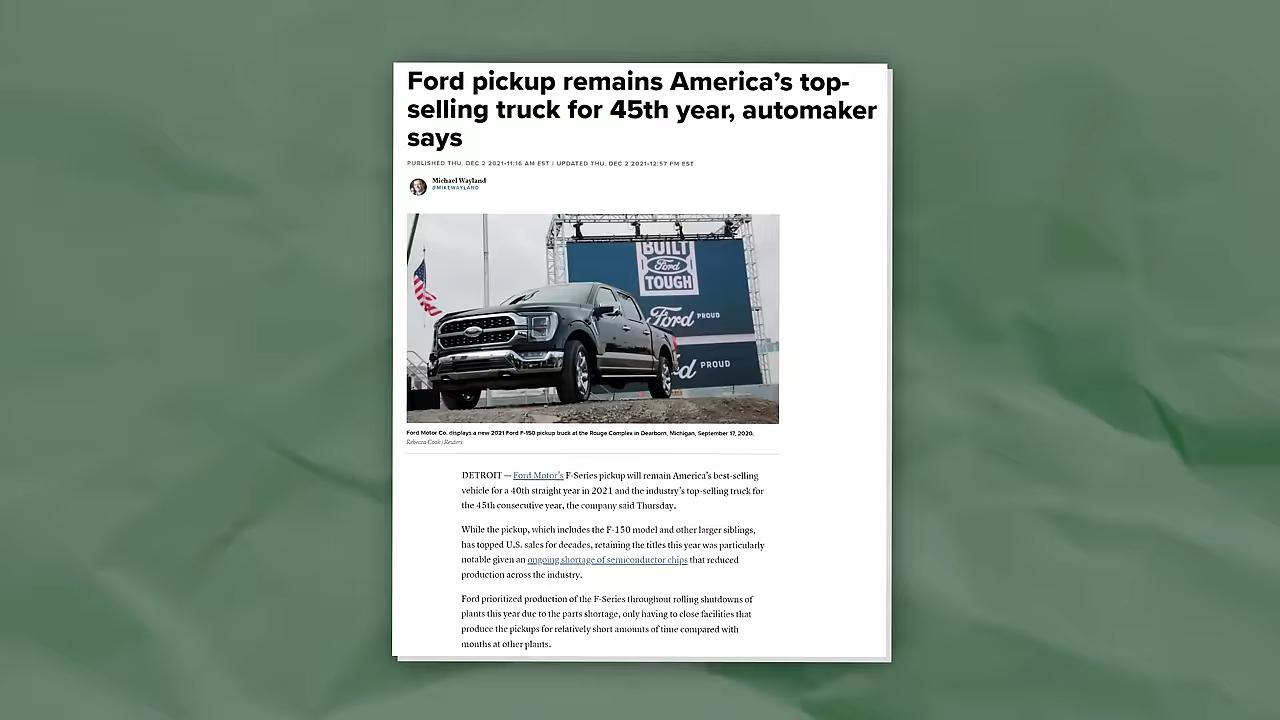 Ford pickup remains America's top-
selling truck for 45th year, automaker
says
PUBLISHED THU, DEC 2 2021•11:16 AM EST | UPDATED THU, DEC 2 2021•12:57 PM EST
Michael Wayland
@MIKEWAYLAND
BUILT
Ford
TOUGH
Ford PROUD
d PROUD
Ford Motor Co. displays a new 2021 Ford F-150 pickup truck at the Rouge Complex in Dearborn, Michigan, September 17, 2020.
Rebecca Cook | Reuters
DETROIT — Ford Motor's F-Series pickup will remain America's best-selling
vehicle for a 40th straight year in 2021 and the industry's top-selling truck for
the 45th consecutive year, the company said Thursday.
While the pickup, which includes the F-150 model and other larger siblings,
has topped U.S. sales for decades, retaining the titles this year was particularly
notable given an ongoing shortage of semiconductor chips that reduced
production across the industry.
Ford prioritized production of the F-Series throughout rolling shutdowns of
plants this year due to the parts shortage, only having to close facilities that
produce the pickups for relatively short amounts of time compared with
months at other plants.